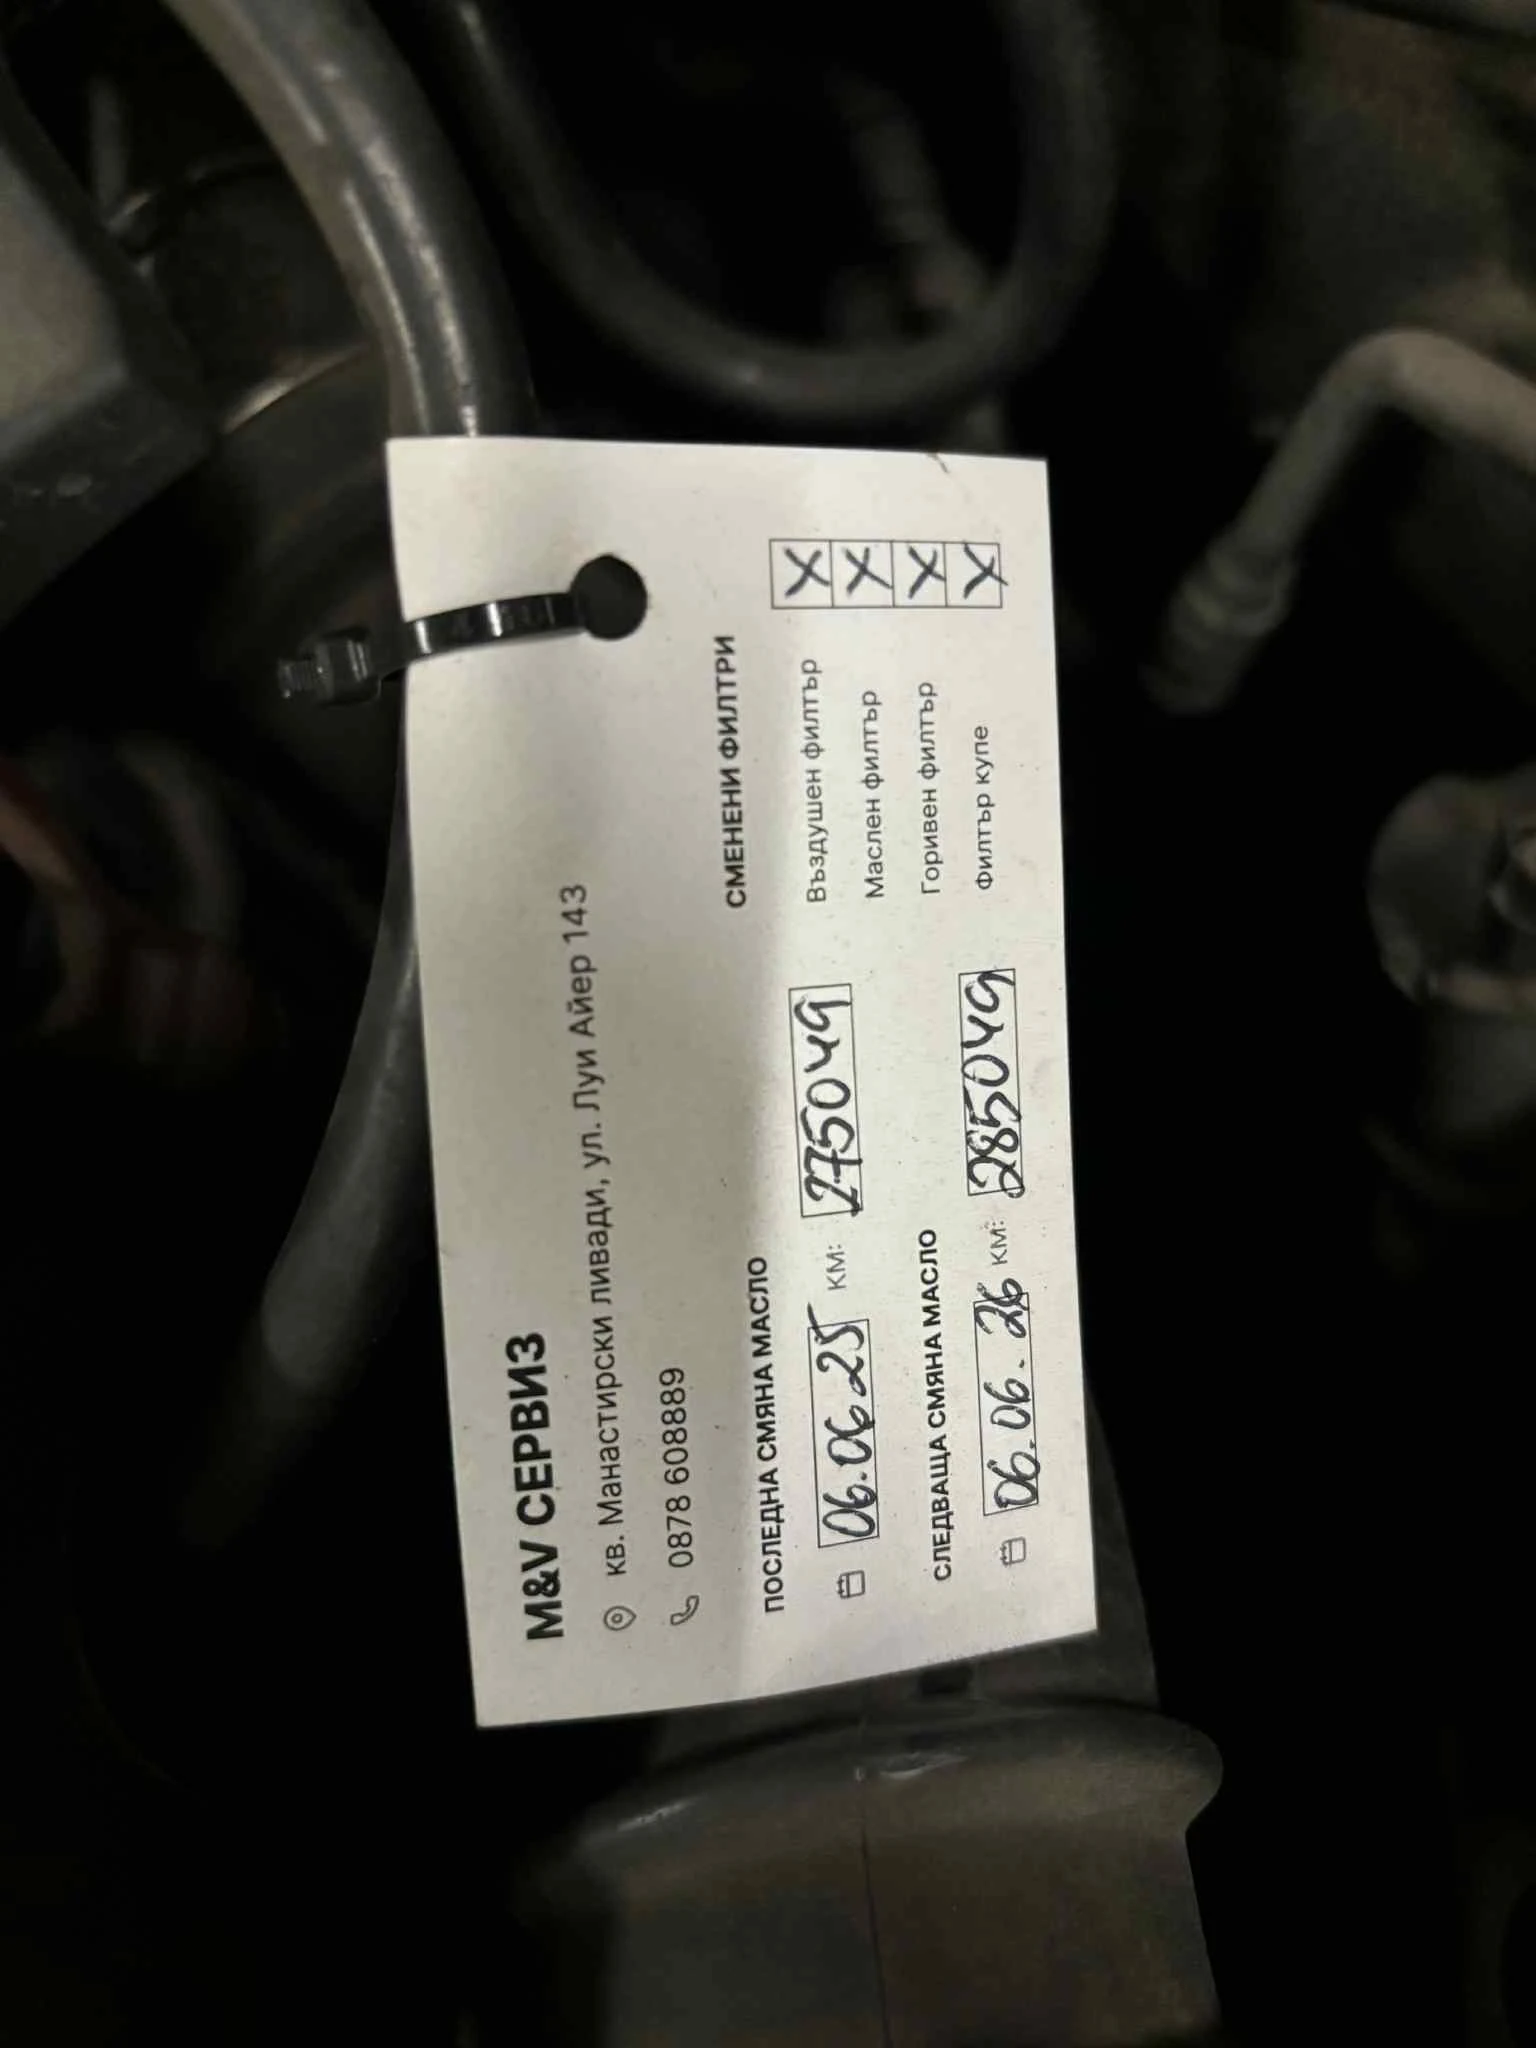 M&V СЕРВИЗ
кв. Манастирски ливади, ул. Луи Айер 143
0878 608889
ПОСЛЕДНА СМЯНА МАСЛО
06.06.25 КМ: 275049
СЛЕДВАЩА СМЯНА МАСЛО
06.06.26 КМ: 285049
СМЕНЕНИ ФИЛТРИ
Въздушен филтър X
Маслен филтър X
Горивен филтър X
Филтър купе X